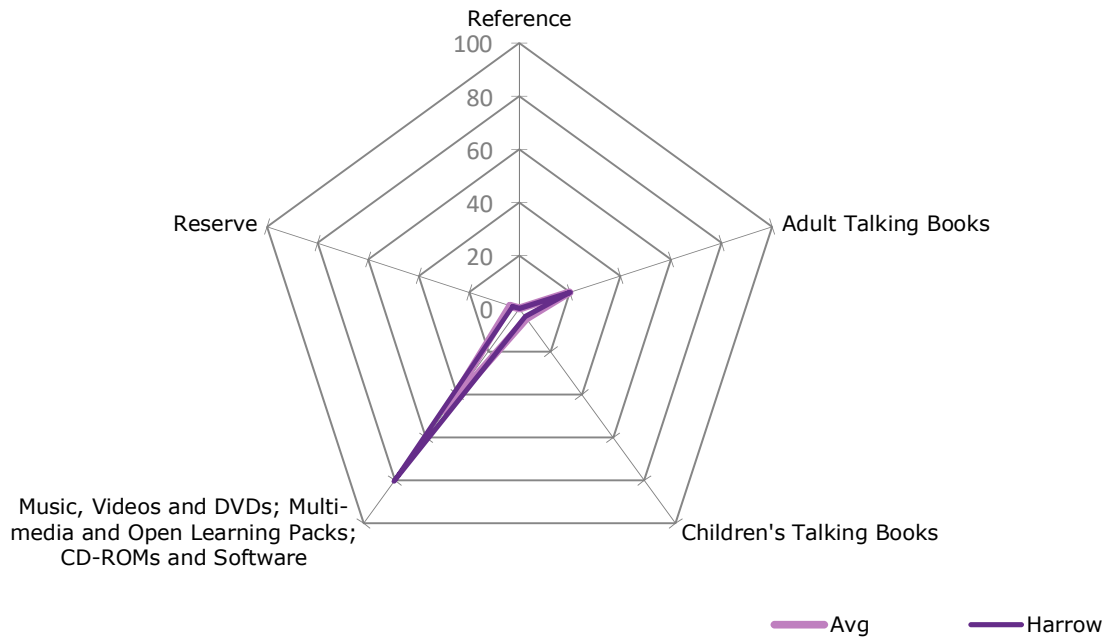 Reference
100
80
60
40
20
0
Reserve
Adult Talking Books
Music, Videos and DVDs; Multi-
media and Open Learning Packs;
CD-ROMs and Software
Children's Talking Books
Avg
Harrow